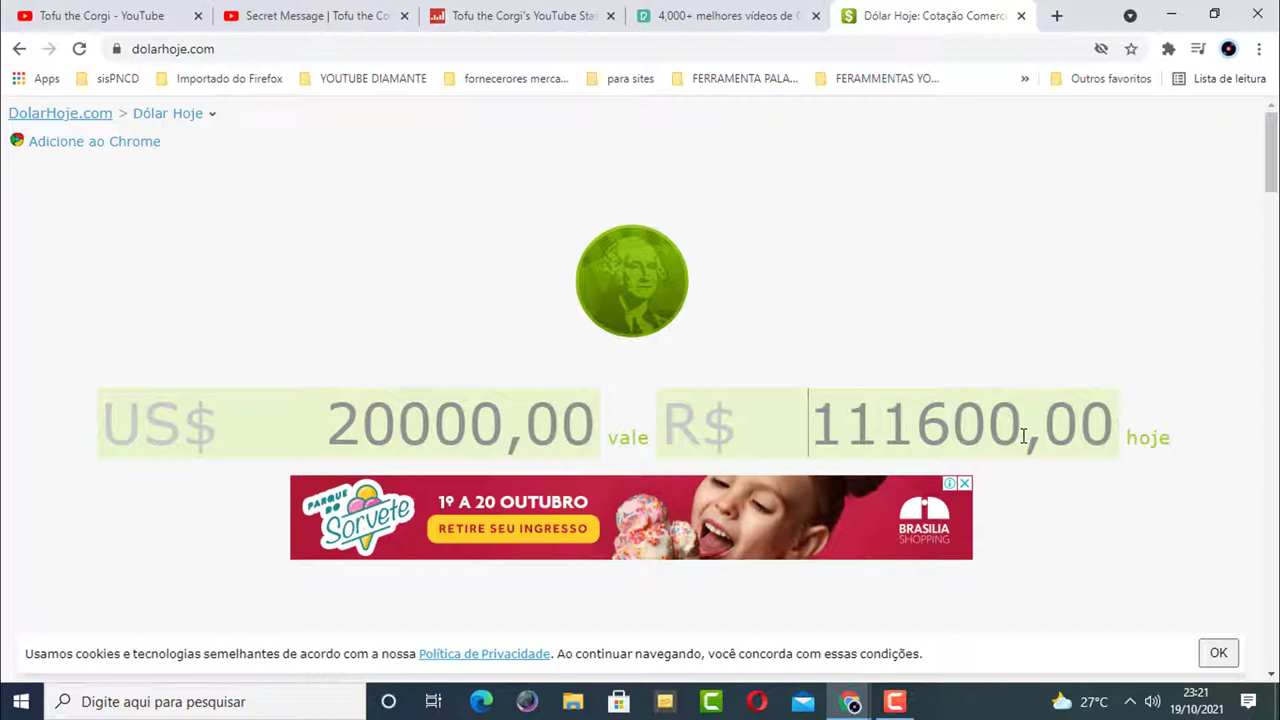 Tofu the Corgi - YouTube
Secret Message | Tofu the Co
Tofu the Corgi's YouTube Sta
4,000+ melhores vídeos de C
Dólar Hoje: Cotação Comerc
dolarhoje.com
Apps
sisPNCD
Importado do Firefox
YOUTUBE DIAMANTE
fornecerores merca...
para sites
FERRAMENTA PALA...
FERAMMENTAS YO...
Outros favoritos
Lista de leitura
DolarHoje.com > Dólar Hoje
Adicione ao Chrome
US$ 20000,00 vale R$ 111600,00 hoje
PARQUE DO Sorvete
1º A 20 OUTUBRO
RETIRE SEU INGRESSO
BRASILIA
SHOPPING
Usamos cookies e tecnologias semelhantes de acordo com a nossa Política de Privacidade. Ao continuar navegando, você concorda com essas condições.
OK
Digite aqui para pesquisar
27°C
23:21
19/10/2021